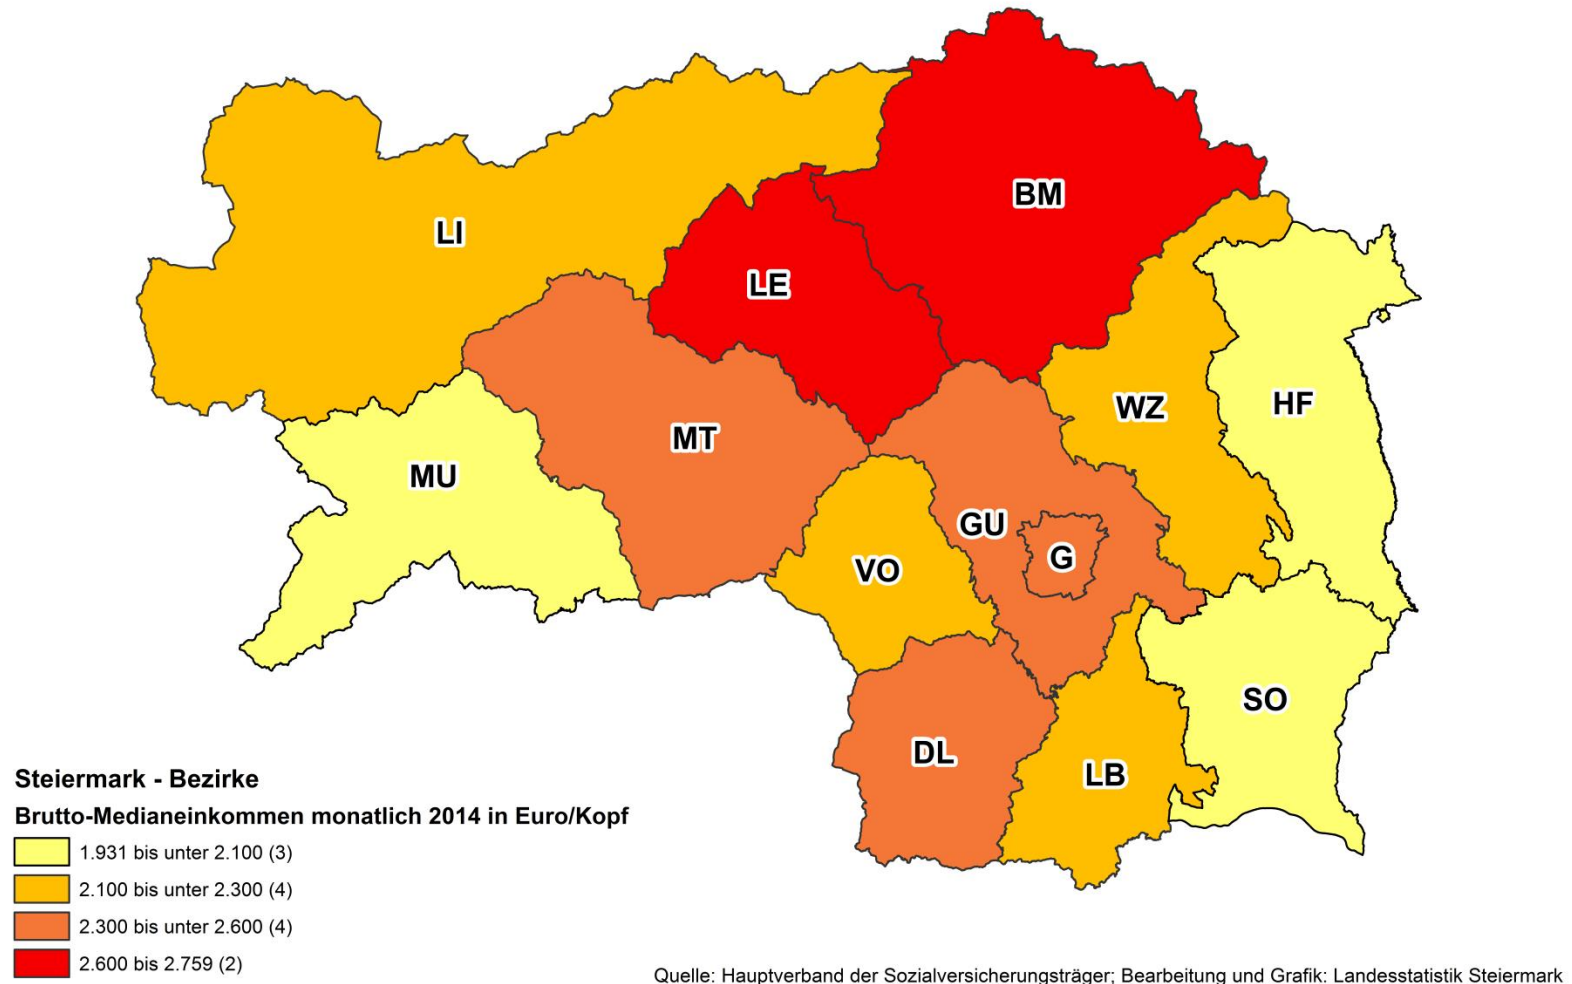 BM
LI
LE
HF
WZ
MT
MU
GU
G
VO
SO
DL
LB
Steiermark - Bezirke
Brutto-Medianeinkommen monatlich 2014 in Euro/Kopf
1.931 bis unter 2.100 (3)
2.100 bis unter 2.300 (4)
2.300 bis unter 2.600 (4)
2.600 bis 2.759 (2)
Quelle: Hauptverband der Sozialversicherungsträger; Bearbeitung und Grafik: Landesstatistik Steiermark